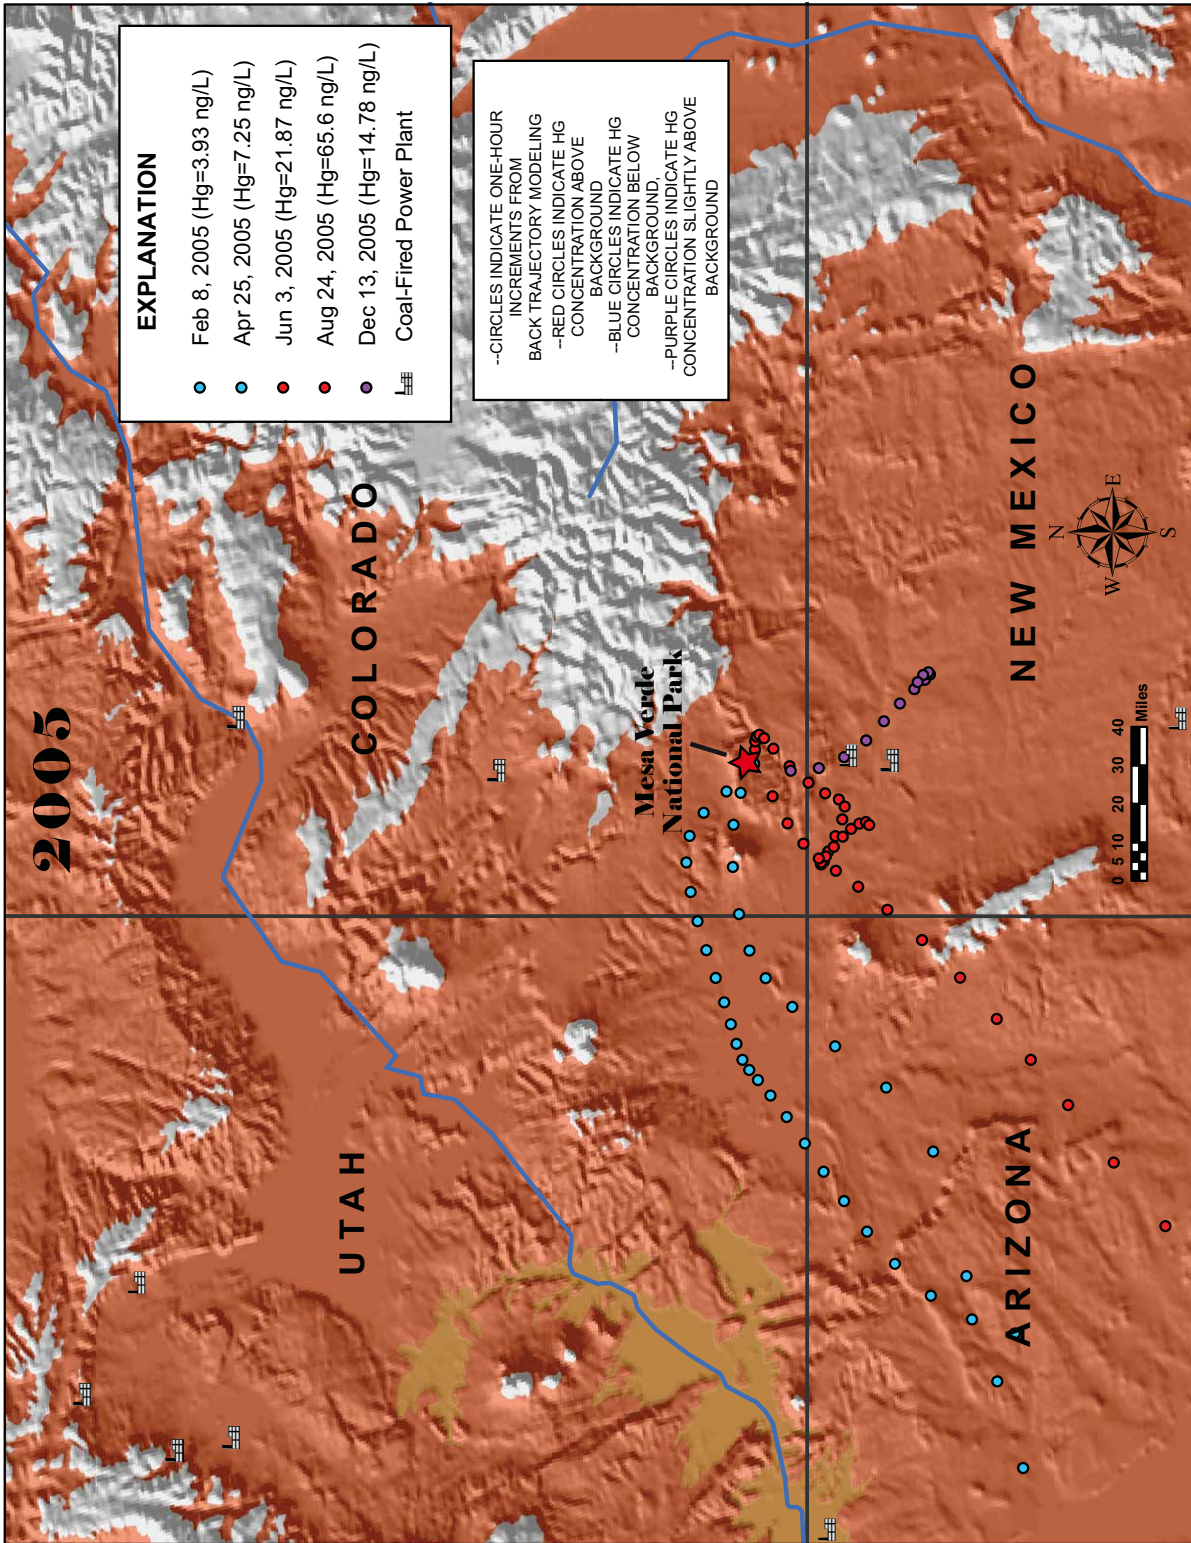 2005
EXPLANATION
Feb 8, 2005 (Hg=3.93 ng/L)
Apr 25, 2005 (Hg=7.25 ng/L)
Jun 3, 2005 (Hg=21.87 ng/L)
Aug 24, 2005 (Hg=65.6 ng/L)
Dec 13, 2005 (Hg=14.78 ng/L)
Coal-Fired Power Plant
--CIRCLES INDICATE ONE-HOUR
INCREMENTS FROM
BACK TRAJECTORY MODELING
--RED CIRCLES INDICATE HG
CONCENTRATION ABOVE
BACKGROUND
--BLUE CIRCLES INDICATE HG
CONCENTRATION BELOW
BACKGROUND,
--PURPLE CIRCLES INDICATE HG
CONCENTRATION SLIGHTLY ABOVE
BACKGROUND
UTAH
COLORADO
Mesa Verde
National Park
ARIZONA
NEW MEXICO
N
W
E
S
0 5 10 20 30 40
Miles